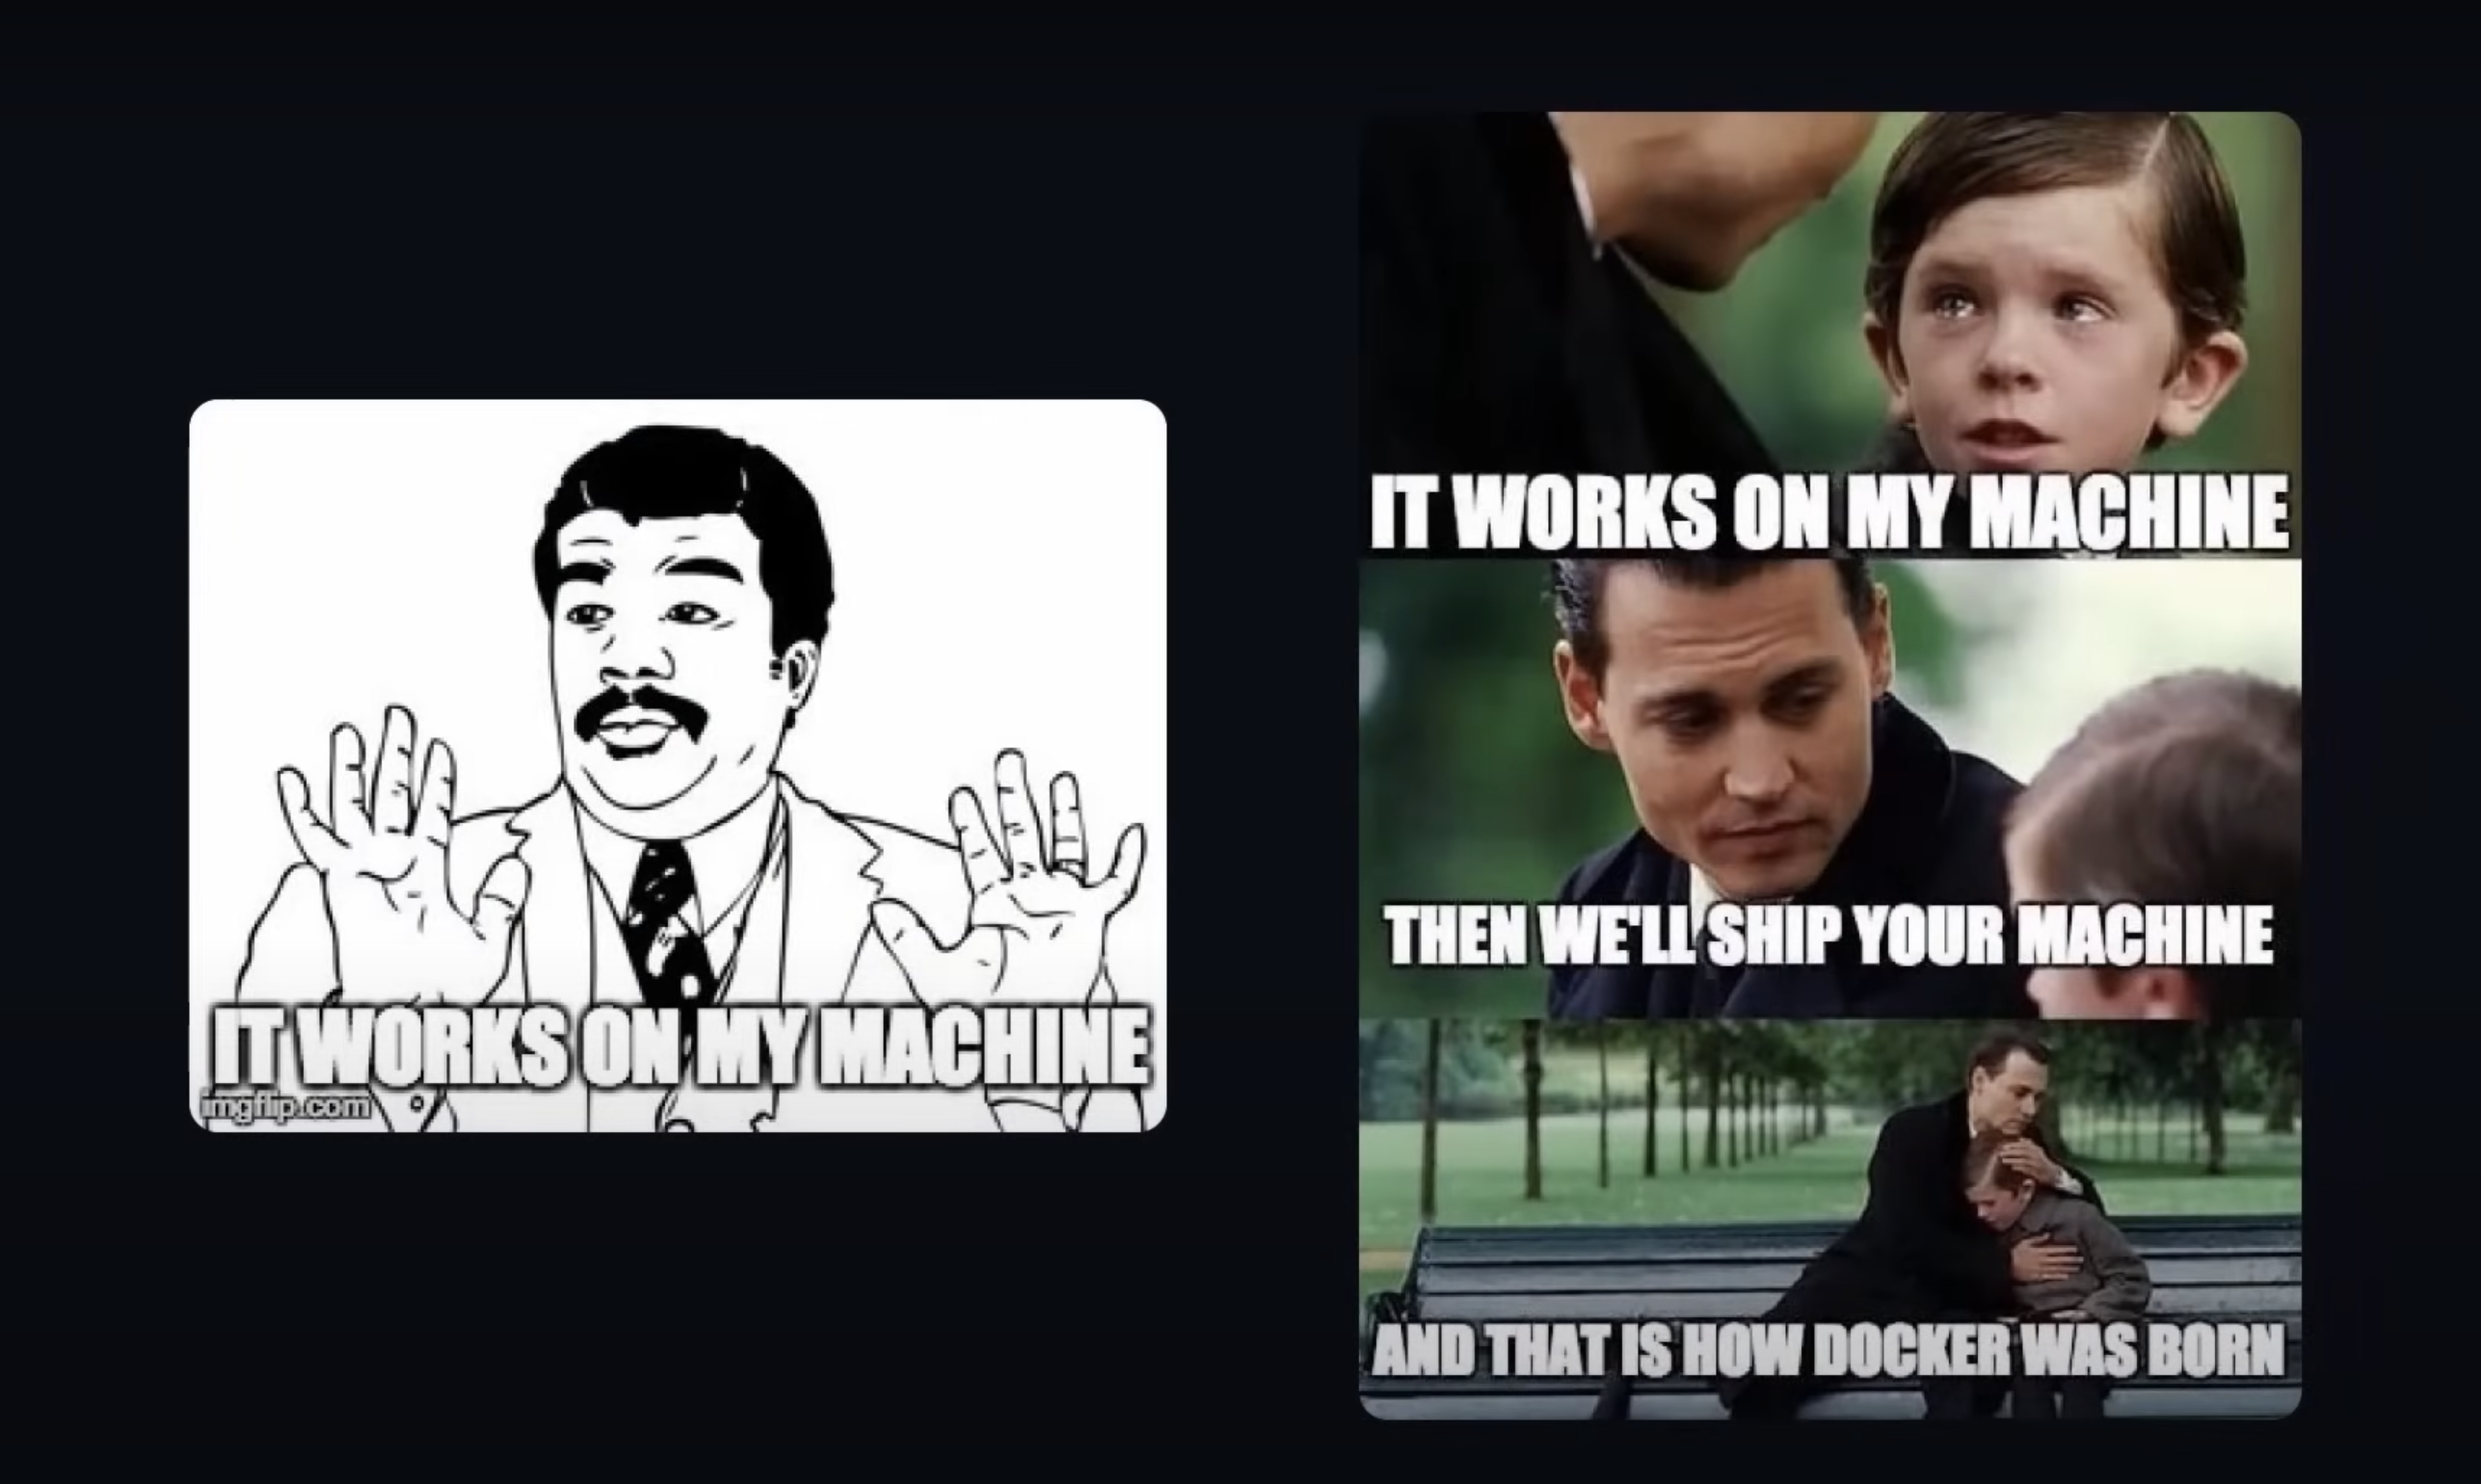 IT WORKS ON MY MACHINE
imgflip.com
IT WORKS ON MY MACHINE
THEN WE'LL SHIP YOUR MACHINE
AND THAT IS HOW DOCKER WAS BORN